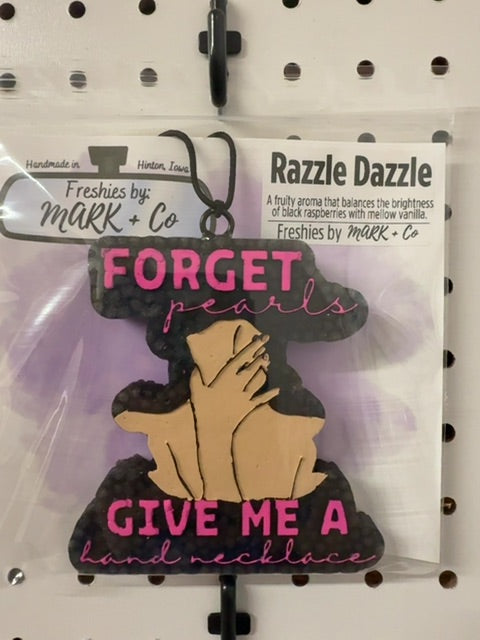 Handmade in Hinton, Iowa
Freshies by:
MARK + Co
Razzle Dazzle
A fruity aroma that balances the brightness
of black raspberries with mellow vanilla.
Freshies by MARK + Co
FORGET
pearls
GIVE ME A
hand necklace